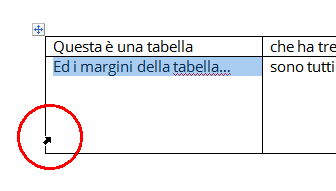 Questa è una tabella
che ha tre
Ed i margini della tabella...
sono tutti